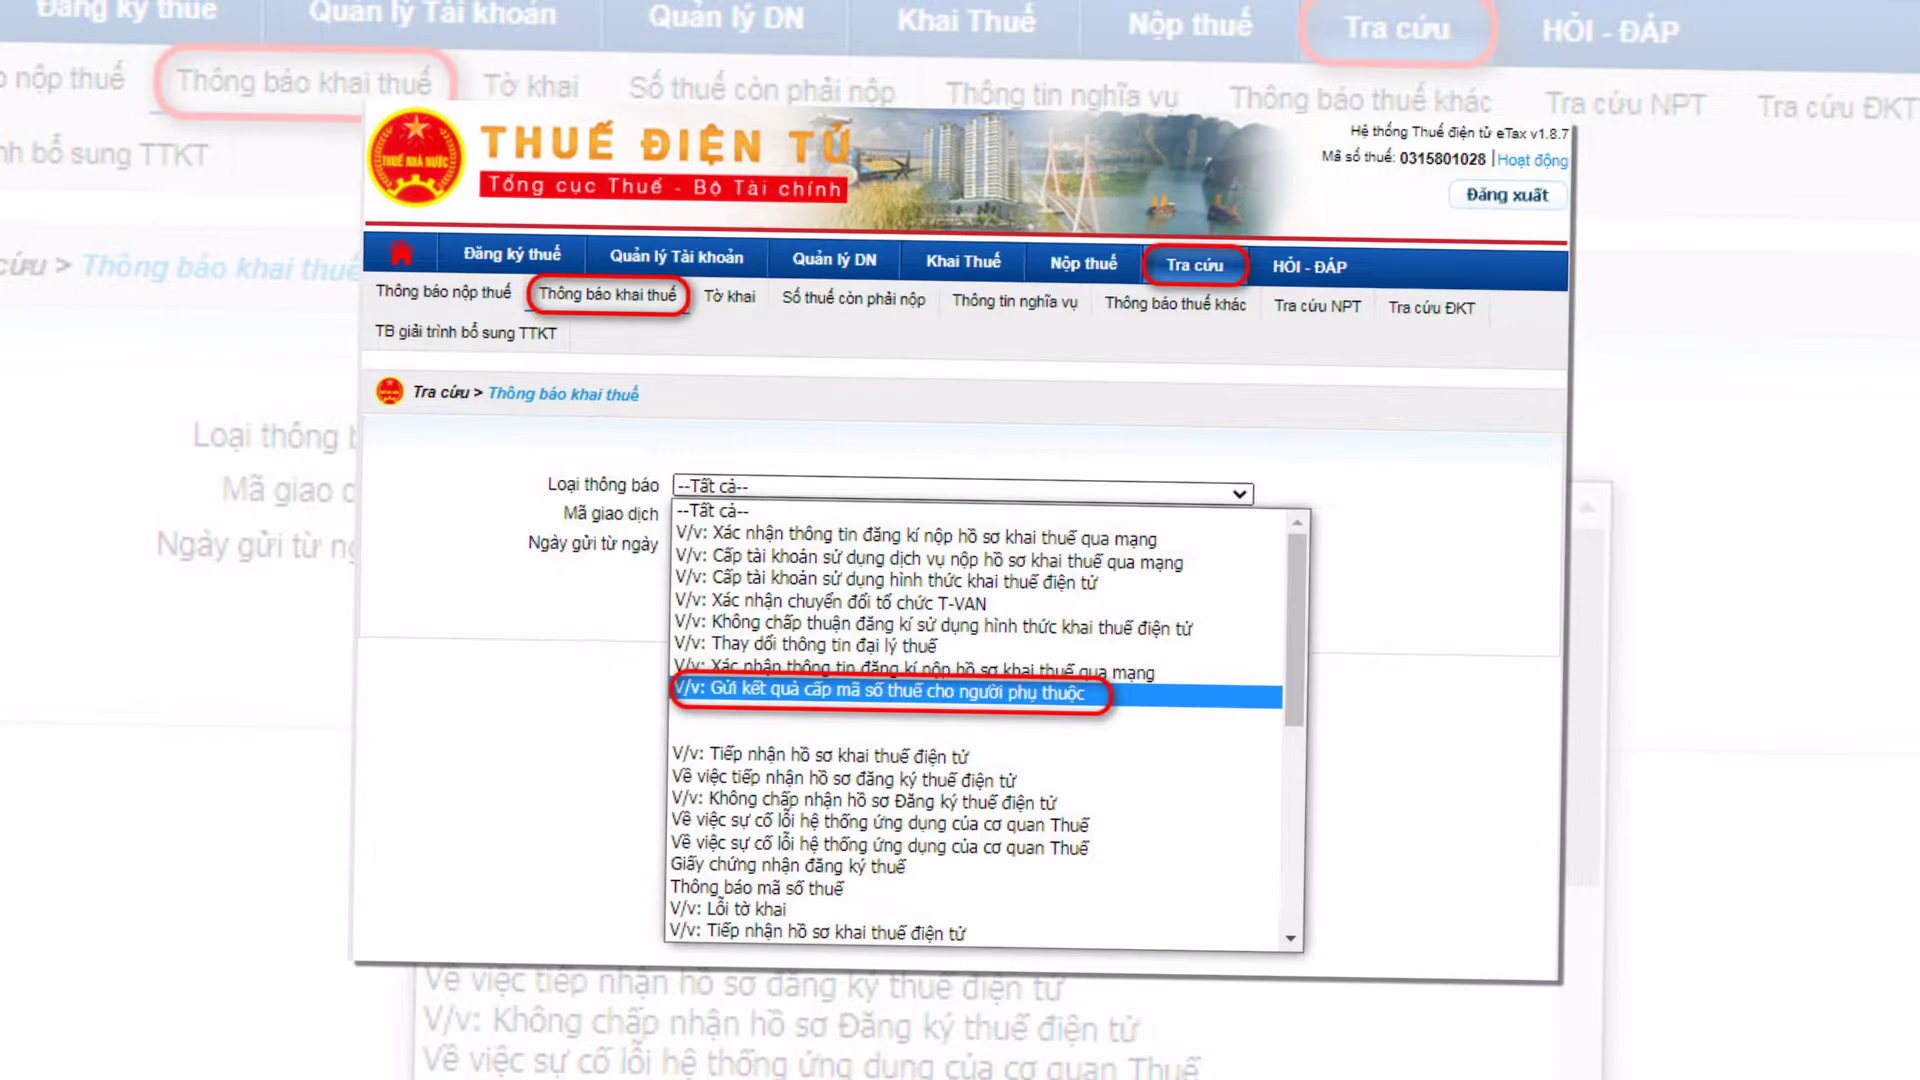 Đăng ký thuế Quản lý Tài khoản Quản lý DN Khai Thuế Nộp thuế Tra cứu HỎI - ĐÁP
nộp thuế Thông báo khai thuế Tờ khai Số thuế còn phải nộp Thông tin nghĩa vụ Thông báo thuế khác Tra cứu NPT Tra cứu ĐKT
bổ sung TTKT
THUẾ NHÀ NƯỚC
THUẾ ĐIỆN TỬ
Tổng cục Thuế - Bộ Tài chính
Hệ thống Thuế điện tử eTax v1.8.7
Mã số thuế: 0315801028 |Hoạt động
Đăng xuất
Đăng ký thuế Quản lý Tài khoản Quản lý DN Khai Thuế Nộp thuế Tra cứu HỎI - ĐÁP
Thông báo nộp thuế Thông báo khai thuế Tờ khai Số thuế còn phải nộp Thông tin nghĩa vụ Thông báo thuế khác Tra cứu NPT Tra cứu ĐKT
TB giải trình bổ sung TTKT
cứu > Thông báo khai thuế
Tra cứu > Thông báo khai thuế
Loại thông
Mã giao
Ngày gửi từ
Loại thông báo --Tất cả--
Mã giao dịch
Ngày gửi từ ngày
--Tất cả--
V/v: Xác nhận thông tin đăng kí nộp hồ sơ khai thuế qua mạng
V/v: Cấp tài khoản sử dụng dịch vụ nộp hồ sơ khai thuế qua mạng
V/v: Cấp tài khoản sử dụng hình thức khai thuế điện tử
V/v: Xác nhận chuyển đổi tổ chức T-VAN
V/v: Không chấp thuận đăng kí sử dụng hình thức khai thuế điện tử
V/v: Thay dổi thông tin đại lý thuế
V/v: Xác nhận thông tin đăng kí nộp hồ sơ khai thuế qua mạng
V/v: Gửi kết quả cấp mã số thuế cho người phụ thuộc
V/v: Tiếp nhận hồ sơ khai thuế điện tử
Về việc tiếp nhận hồ sơ đăng ký thuế điện tử
V/v: Không chấp nhận hồ sơ Đăng ký thuế điện tử
Về việc sự cố lỗi hệ thống ứng dụng của cơ quan Thuế
Về việc sự cố lỗi hệ thống ứng dụng của cơ quan Thuế
Giấy chứng nhận đăng ký thuế
Thông báo mã số thuế
V/v: Lỗi tờ khai
V/v: Tiếp nhận hồ sơ khai thuế điện tử
Về việc tiếp nhận hồ sơ đăng ký thuế điện tử
V/v: Không chấp nhận hồ sơ Đăng ký thuế điện tử
Về việc sự cố lỗi hệ thống ứng dụng của cơ quan Thuế